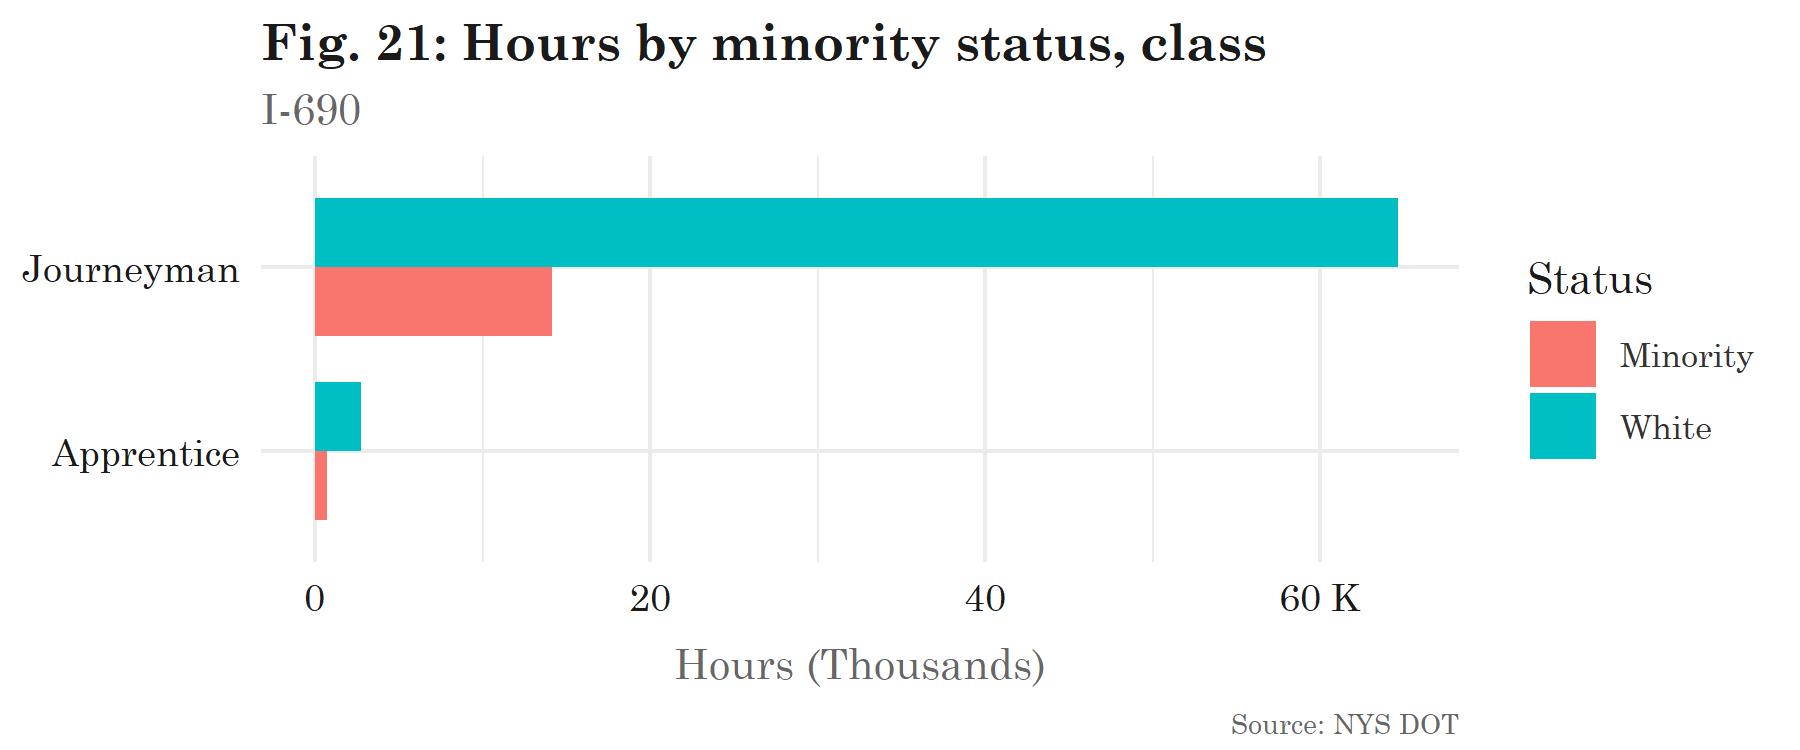 Fig. 21: Hours by minority status, class
I-690
Journeyman
Apprentice
0 20 40 60 K
Hours (Thousands)
Status
Minority
White
Source: NYS DOT